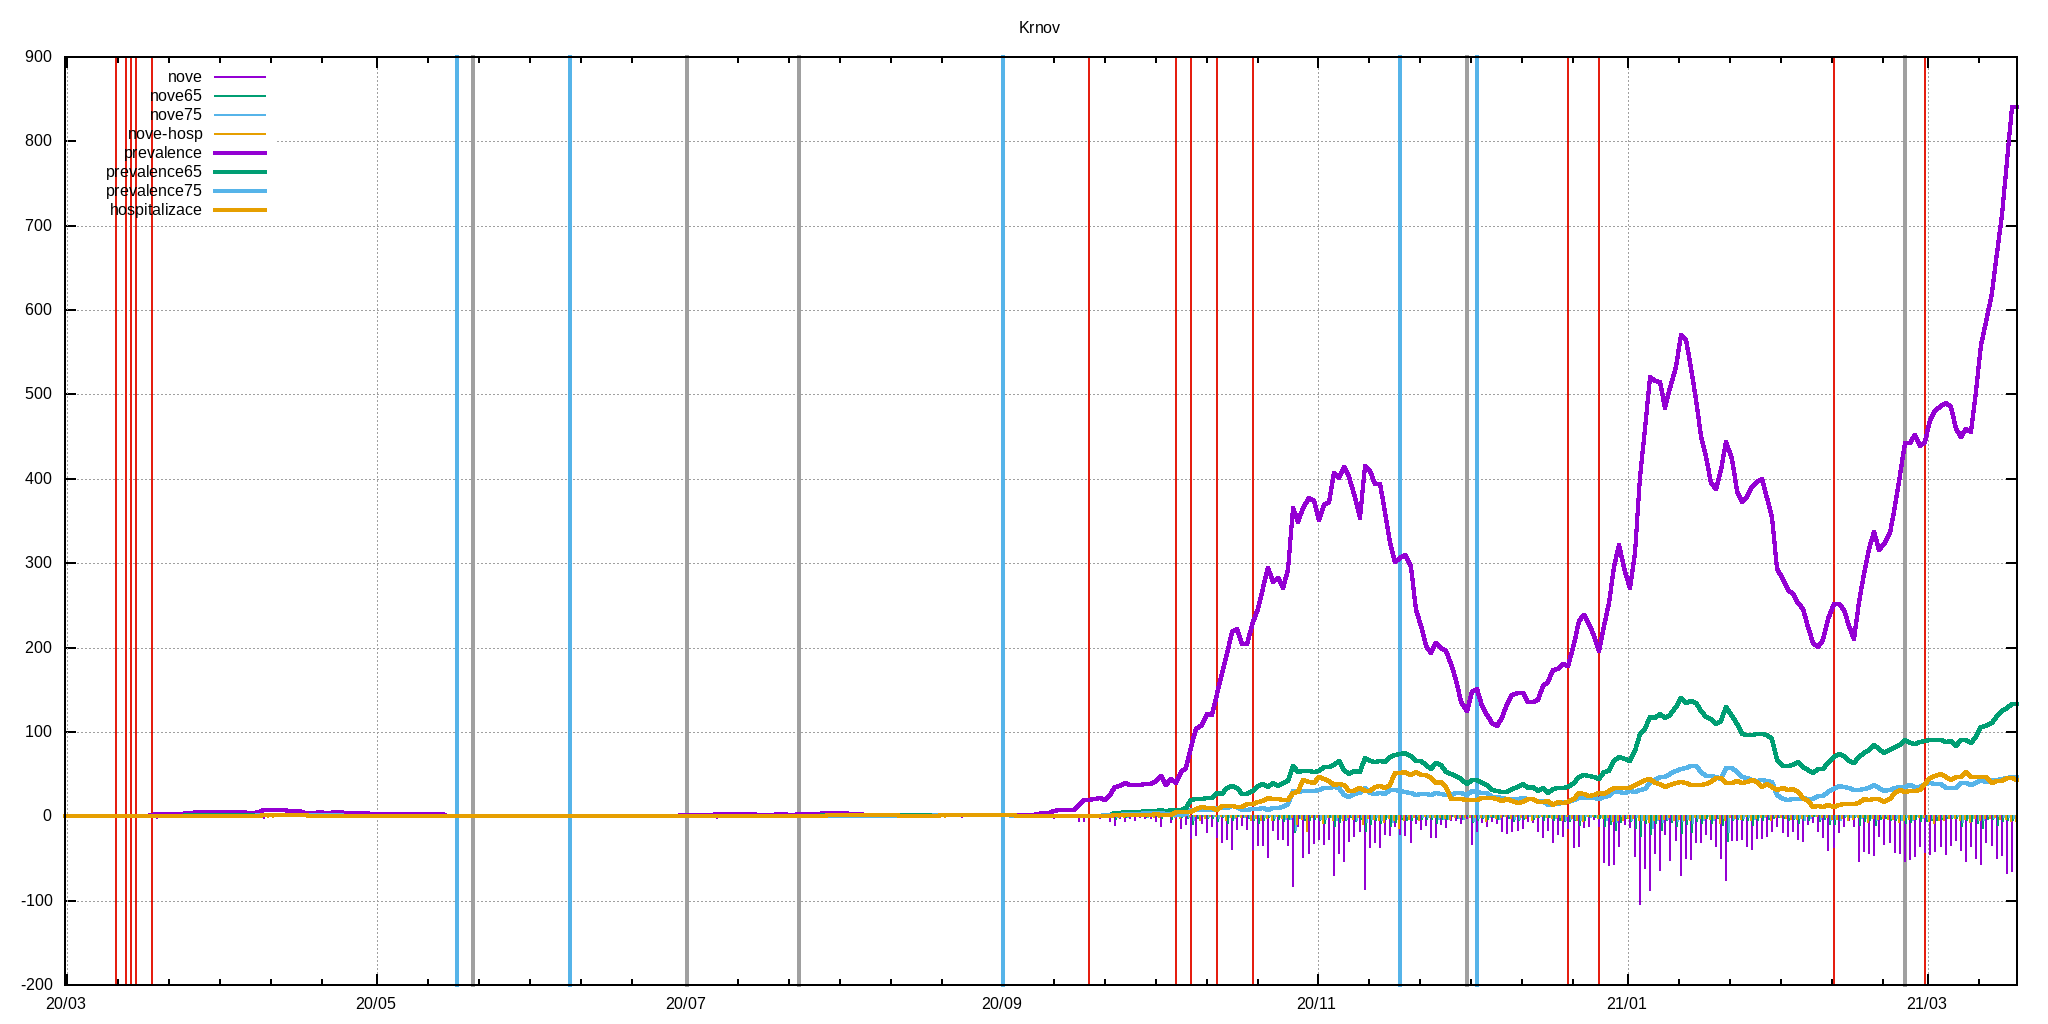 Krnov
900
800
700
600
500
400
300
200
100
0
-100
-200
nove
nove65
nove75
nove-hosp
prevalence
prevalence65
prevalence75
hospitalizace
20/03 20/05 20/07 20/09 20/11 21/01 21/03